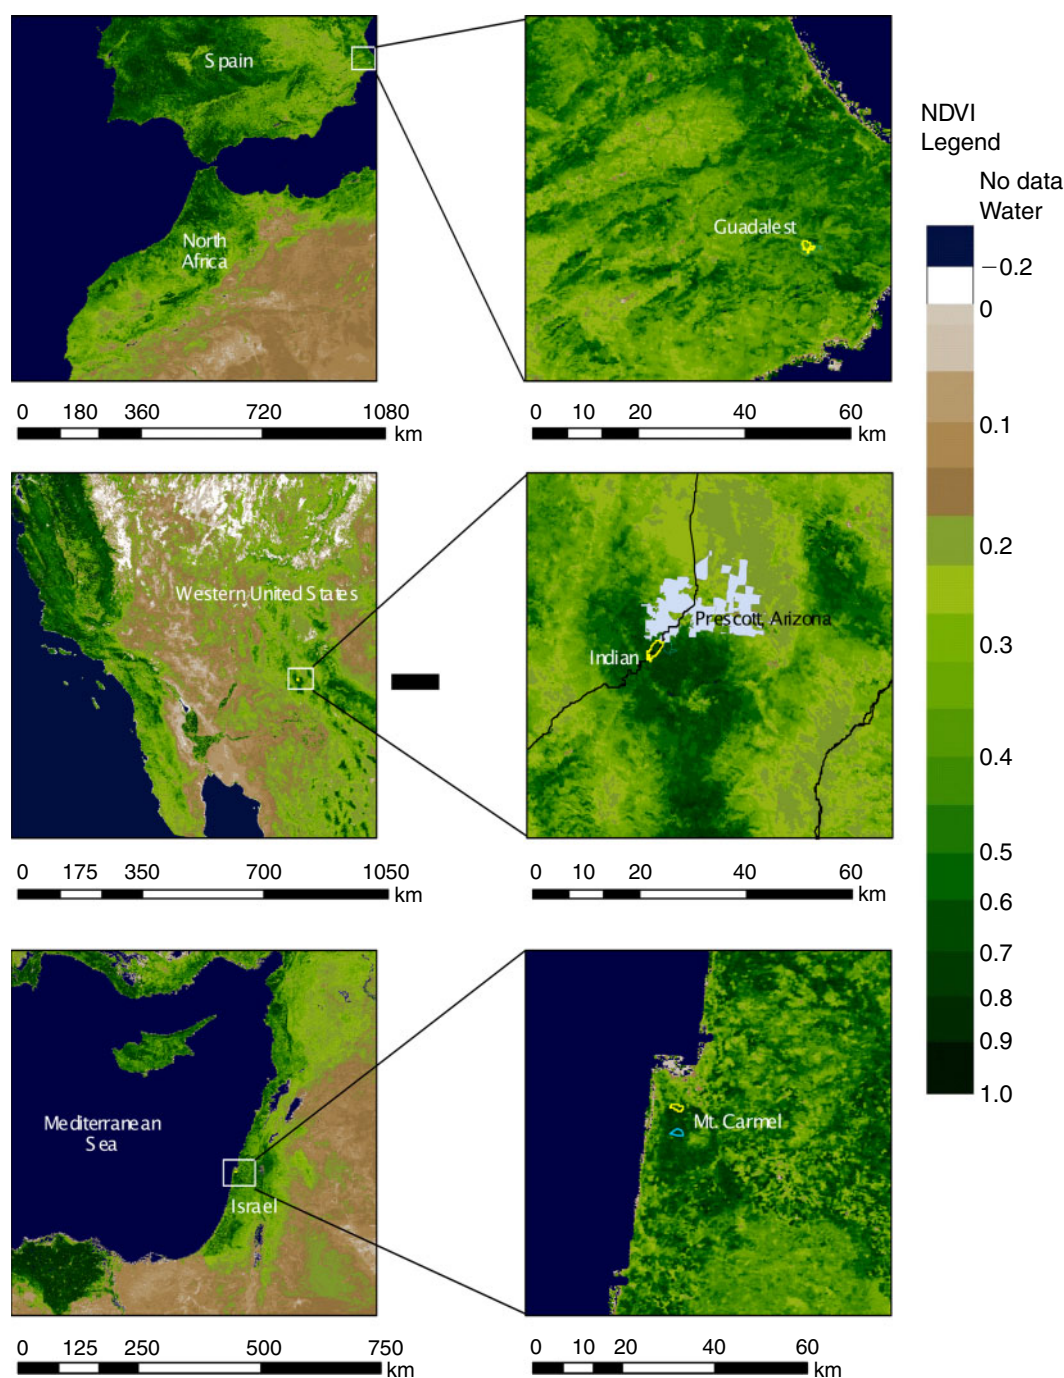 Spain
North
Africa
0 180 360 720 1080
km
Guadalest
0 10 20 40 60
km
NDVI
Legend
No data
Water
−0.2
0
0.1
0.2
0.3
0.4
0.5
0.6
0.7
0.8
0.9
1.0
Western United States
0 175 350 700 1050
km
Prescott, Arizona
Indian
0 10 20 40 60
km
Mediterranean
Sea
Israel
0 125 250 500 750
km
Mt. Carmel
0 10 20 40 60
km